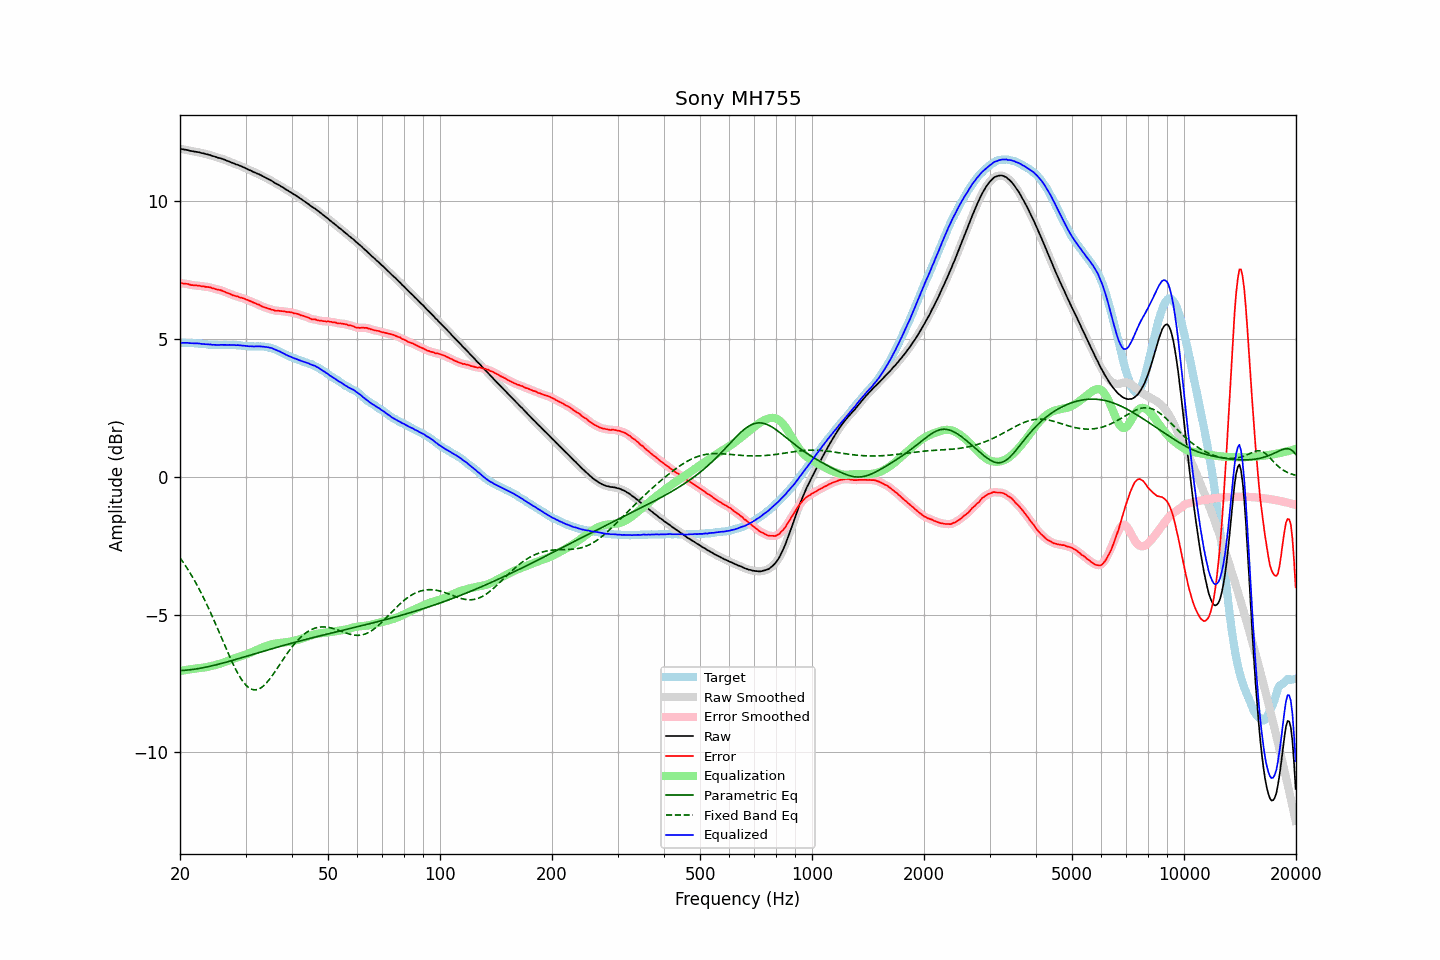 Sony MH755
Amplitude (dBr)
10
5
0
−5
−10
20
50
100
200
500
1000
2000
5000
10000
20000
Frequency (Hz)
Target
Raw Smoothed
Error Smoothed
Raw
Error
Equalization
Parametric Eq
Fixed Band Eq
Equalized